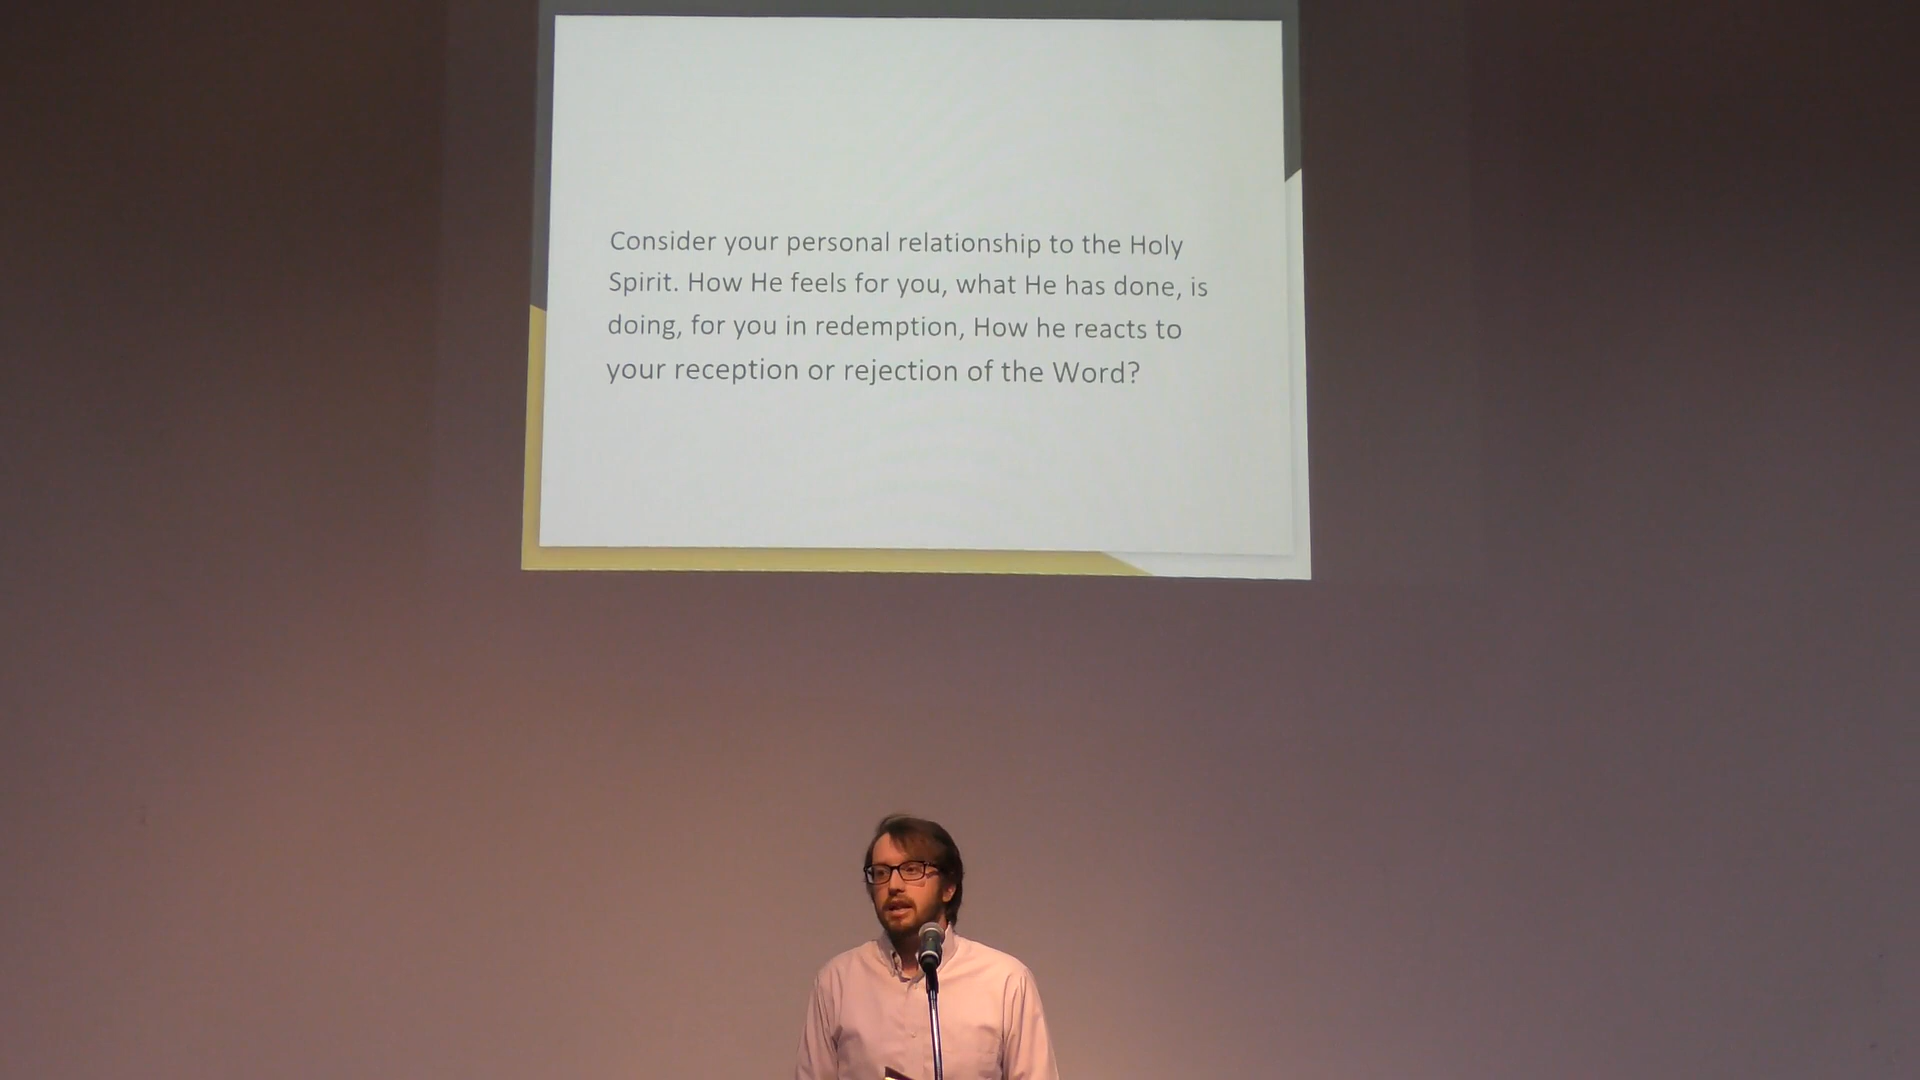 Consider your personal relationship to the Holy
Spirit. How He feels for you, what He has done, is
doing, for you in redemption, How he reacts to
your reception or rejection of the Word?